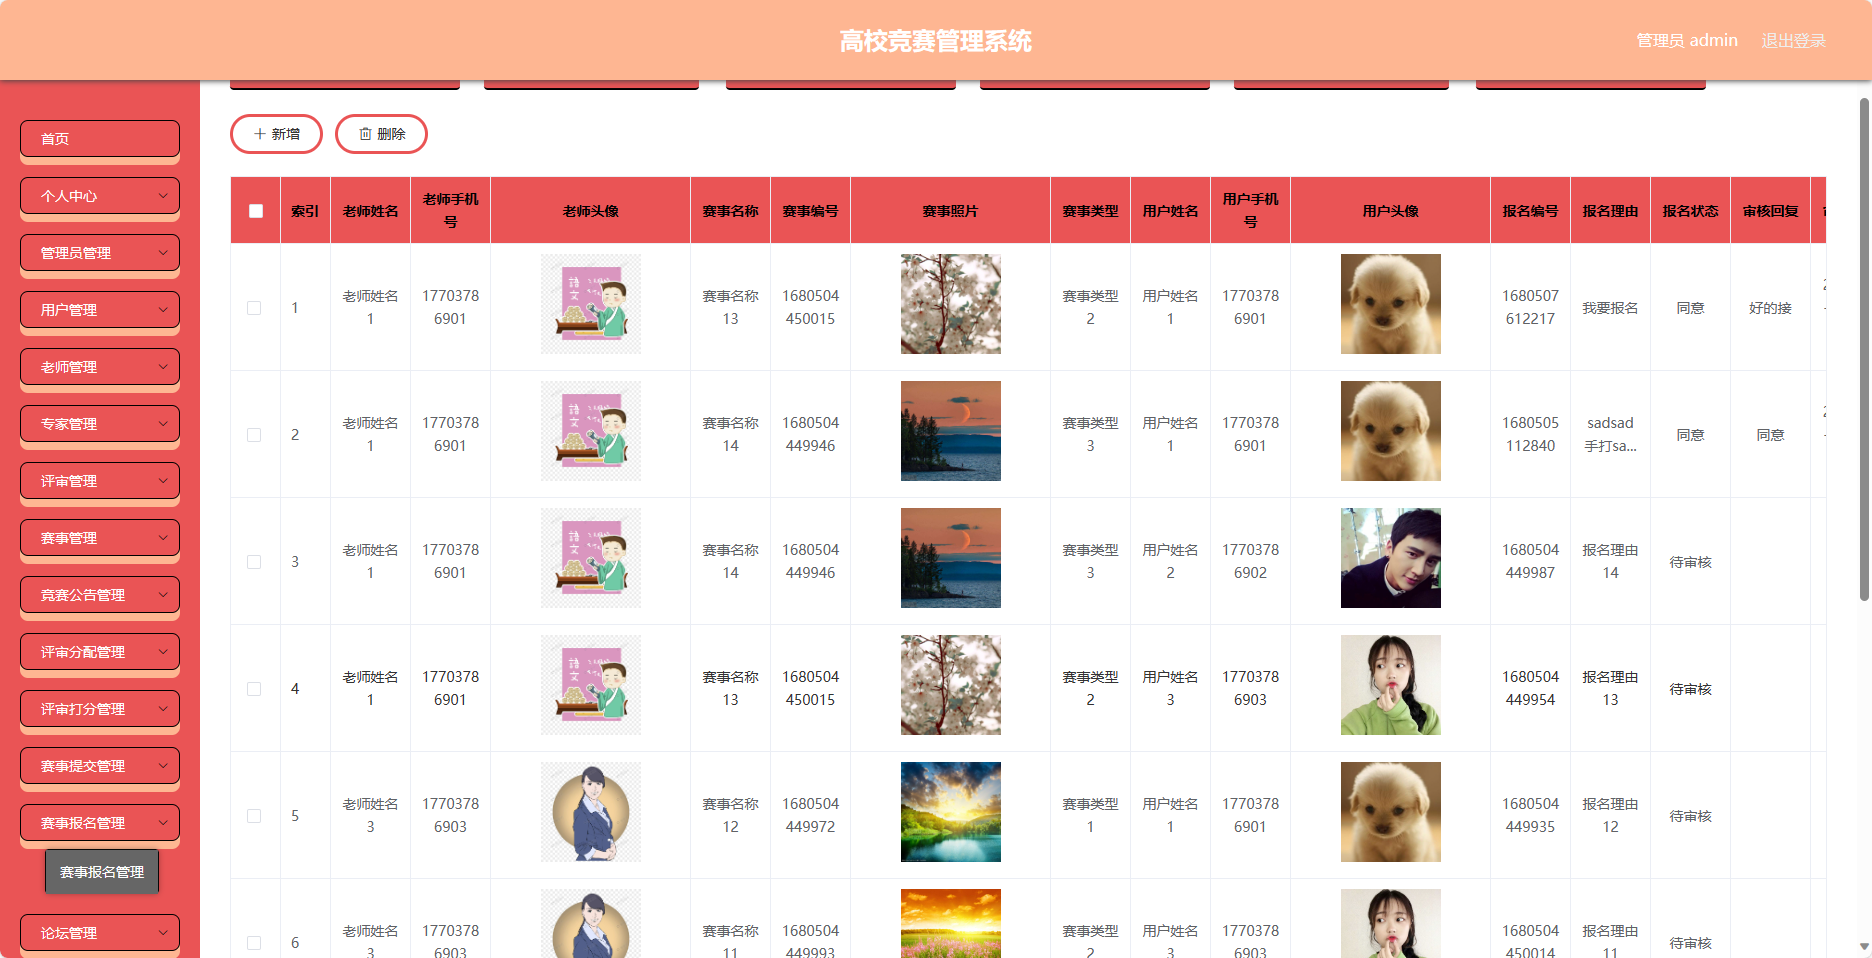 高校竞赛管理系统
管理员 admin
退出登录
首页
个人中心
管理员管理
用户管理
老师管理
专家管理
评审管理
赛事管理
竞赛公告管理
评审分配管理
评审打分管理
赛事提交管理
赛事报名管理
赛事报名管理
论坛管理
新增
删除
索引 老师姓名 老师手机号 老师头像 赛事名称 赛事编号 赛事照片 赛事类型 用户姓名 用户手机号 用户头像 报名编号 报名理由 报名状态 审核回复
1 老师姓名1 17703786901 赛事名称13 1680504450015 赛事类型2 用户姓名1 17703786901 1680507612217 我要报名 同意 好的接
2 老师姓名1 17703786901 赛事名称14 1680504449946 赛事类型3 用户姓名1 17703786901 1680505112840 sadsad手打sa... 同意 同意
3 老师姓名1 17703786901 赛事名称14 1680504449946 赛事类型3 用户姓名2 17703786902 1680504449987 报名理由14 待审核
4 老师姓名1 17703786901 赛事名称13 1680504450015 赛事类型2 用户姓名3 17703786903 1680504449954 报名理由13 待审核
5 老师姓名3 17703786903 赛事名称12 1680504449972 赛事类型1 用户姓名1 17703786901 1680504449935 报名理由12 待审核
6 老师姓名3 17703786903 赛事名称11 1680504449993 赛事类型2 用户姓名3 17703786903 1680504450014 报名理由11 待审核